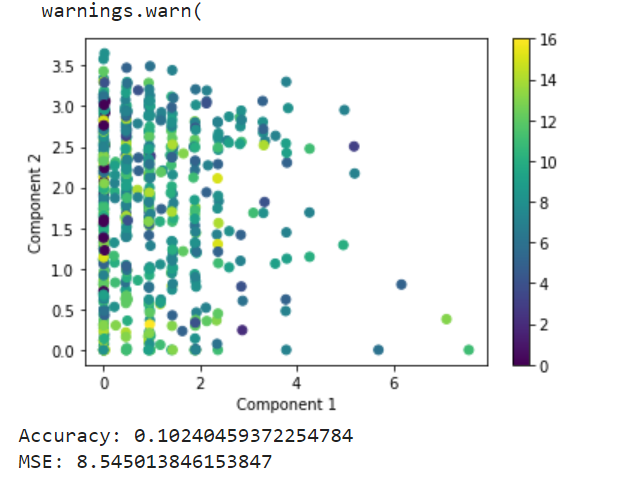 warnings.warn(
16
14
12
10
8
6
4
2
0
3.5
3.0
2.5
2.0
1.5
1.0
0.5
0.0
Component 2
0 2 4 6
Component 1
Accuracy: 0.10240459372254784
MSE: 8.545013846153847